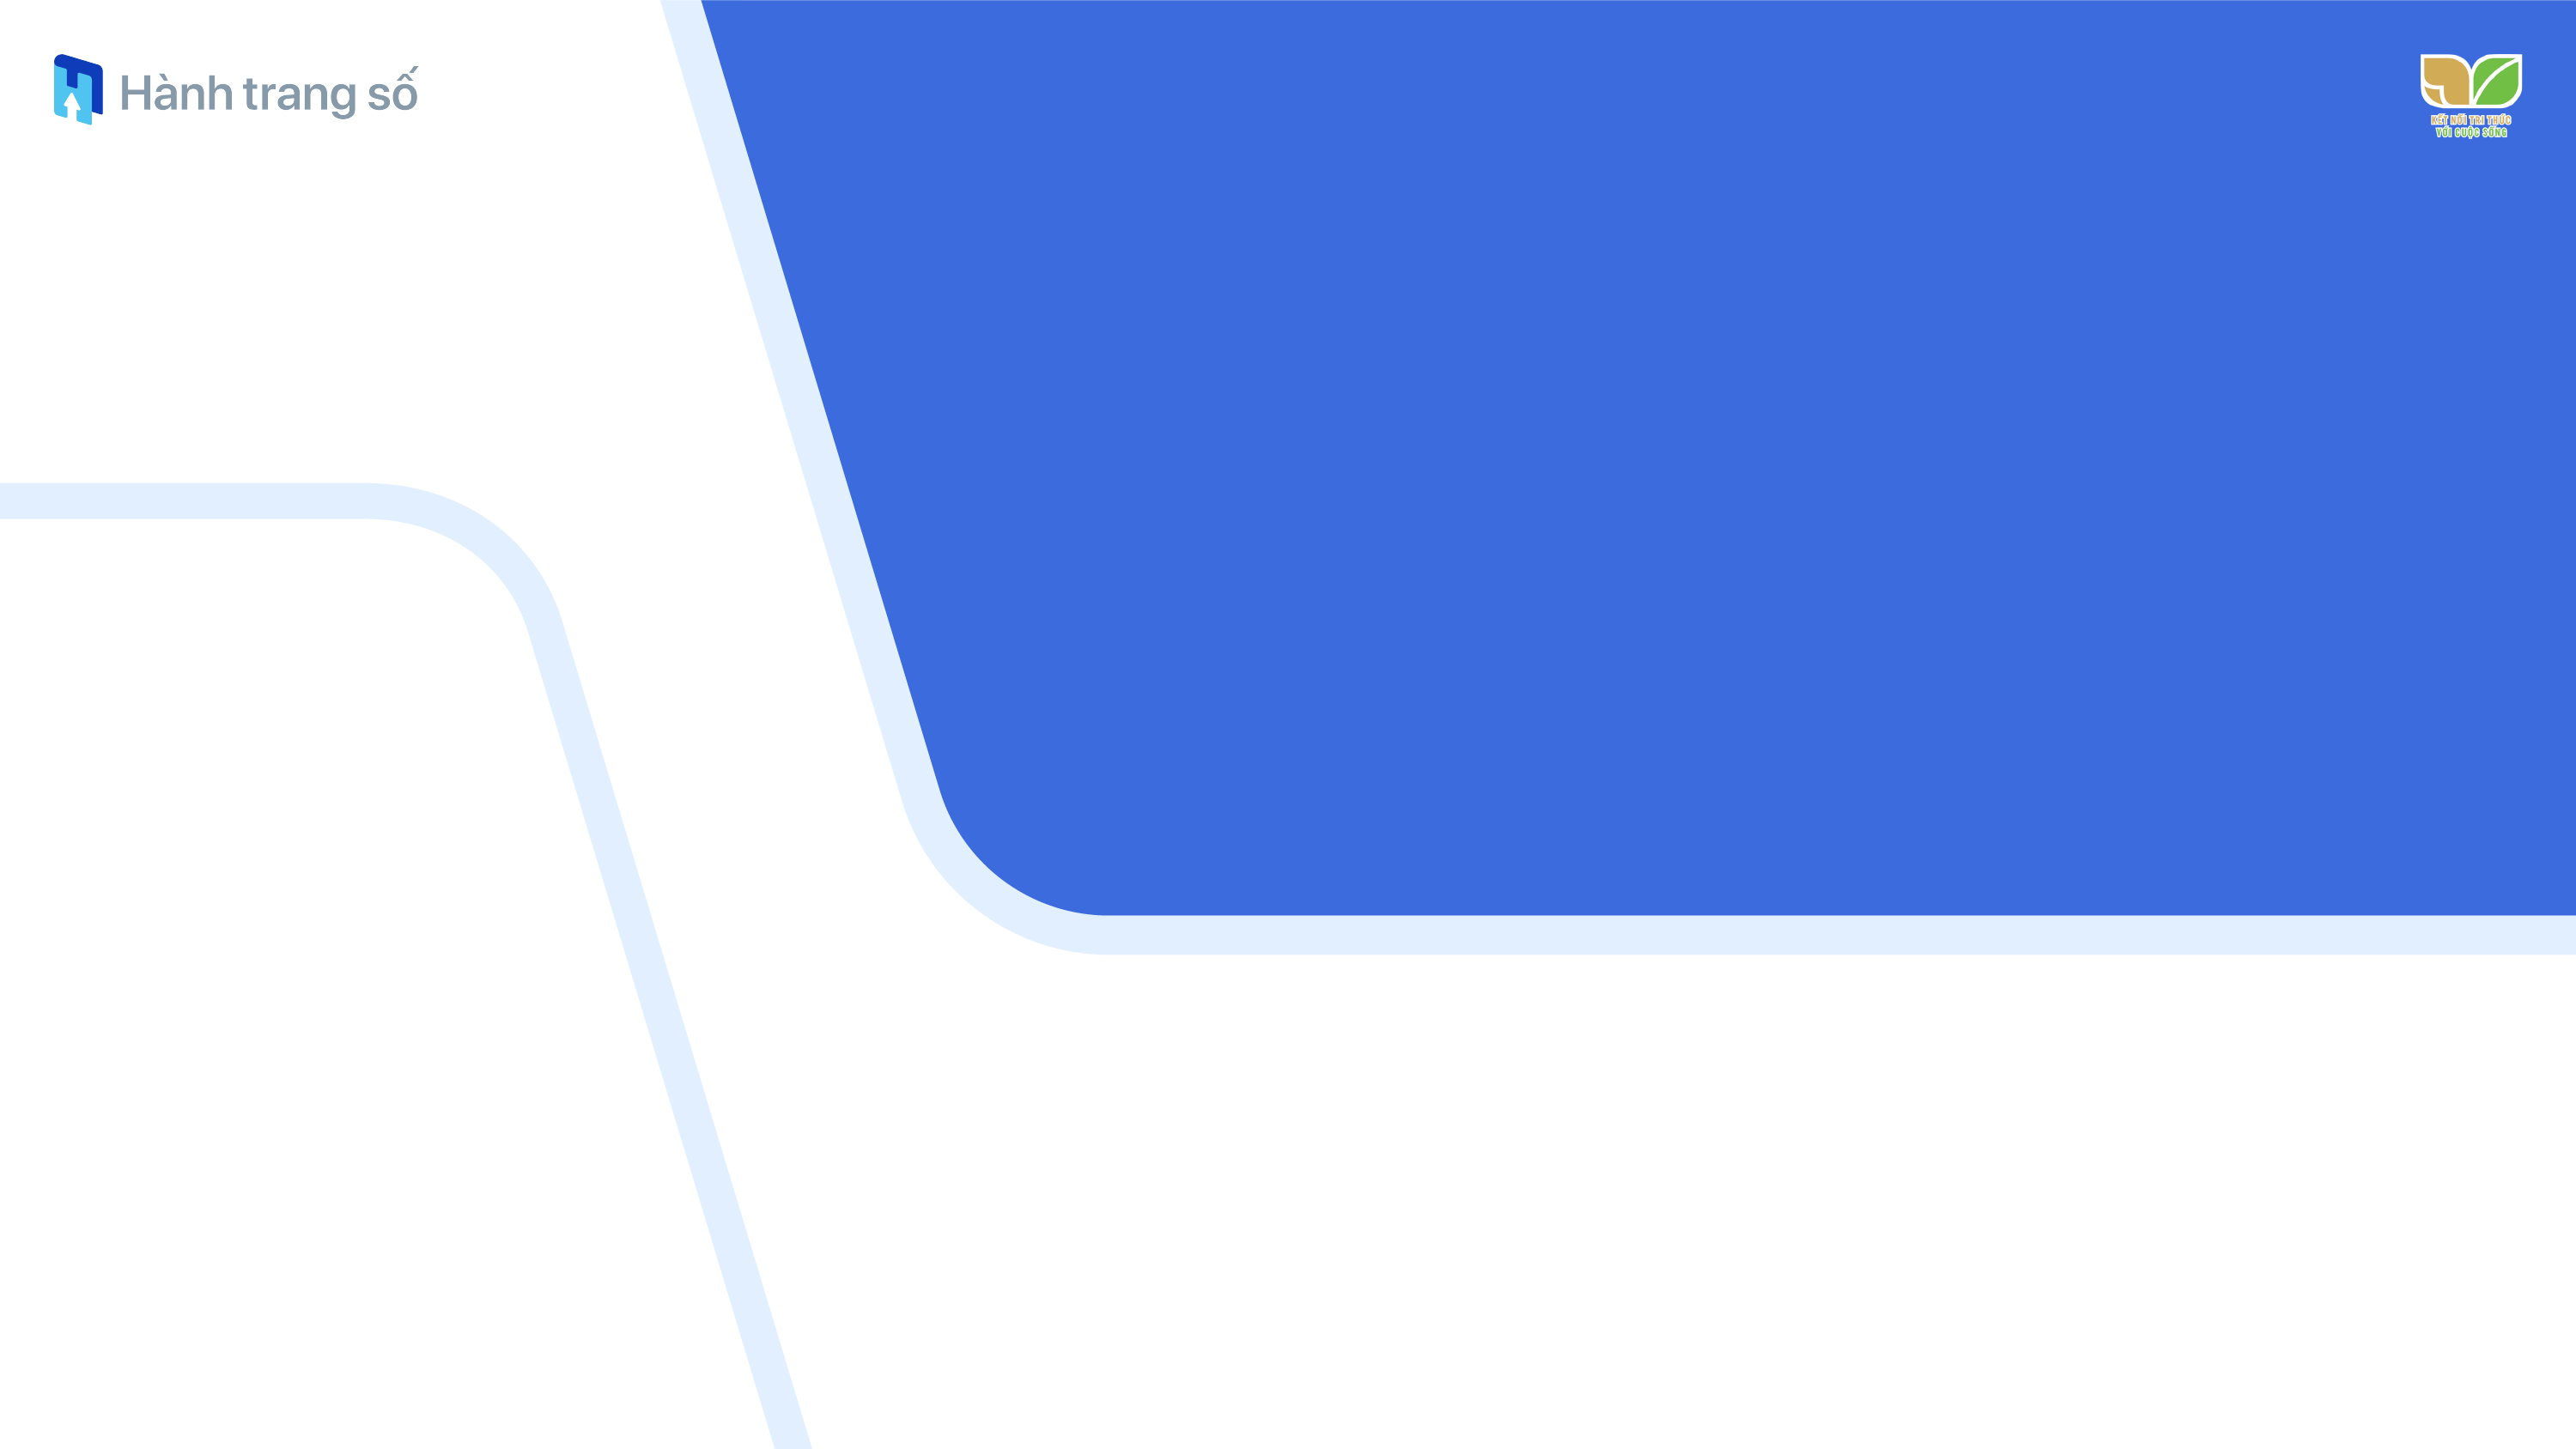 Hành trang số
KẾT NỐI TRI THỨC
VỚI CUỘC SỐNG